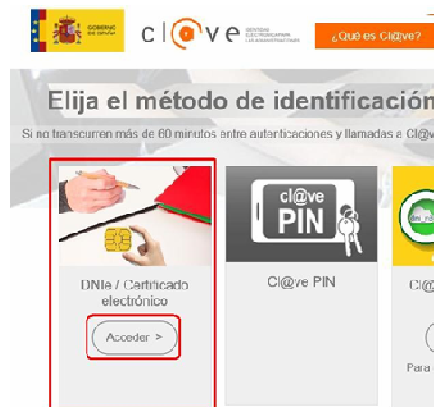 GOBIERNO
DE ESPAÑA
cl@ve
¿Qué es Cl@ve?
Elija el método de identificación
Si no transcurren más de 60 minutos entre autenticaciones y llamadas a Cl@v
cl@ve
PIN
DNIe / Certificado
electrónico
Acceder >
Cl@ve PIN
Cl@
Para